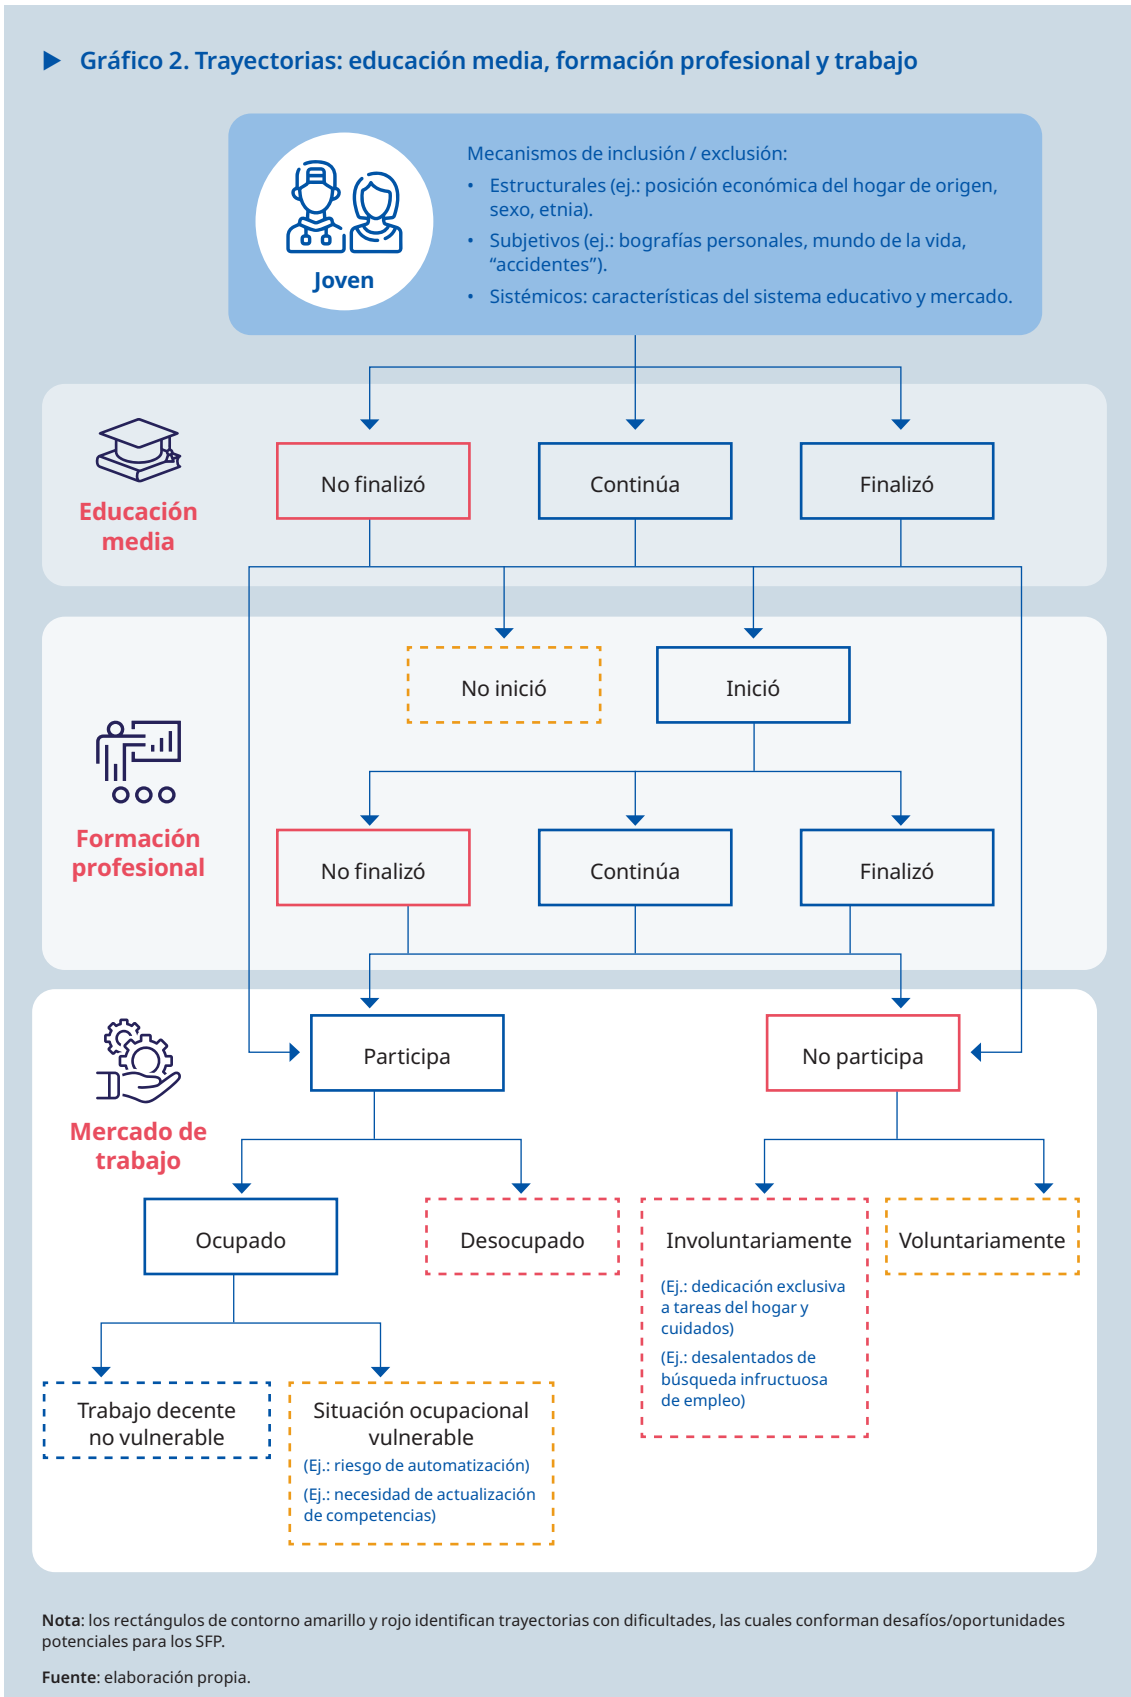 Gráfico 2. Trayectorias: educación media, formación profesional y trabajo
Joven
Mecanismos de inclusión / exclusión:
• Estructurales (ej.: posición económica del hogar de origen,
sexo, etnia).
• Subjetivos (ej.: bografías personales, mundo de la vida,
“accidentes”).
• Sistémicos: características del sistema educativo y mercado.
Educación
media
No finalizó
Continúa
Finalizó
Formación
profesional
No inició
Inició
No finalizó
Continúa
Finalizó
Mercado de
trabajo
Participa
No participa
Ocupado
Desocupado
Involuntariamente
(Ej.: dedicación exclusiva
a tareas del hogar y
cuidados)
(Ej.: desalentados de
búsqueda infructuosa
de empleo)
Voluntariamente
Trabajo decente
no vulnerable
Situación ocupacional
vulnerable
(Ej.: riesgo de automatización)
(Ej.: necesidad de actualización
de competencias)
Nota: los rectángulos de contorno amarillo y rojo identifican trayectorias con dificultades, las cuales conforman desafíos/oportunidades
potenciales para los SFP.
Fuente: elaboración propia.